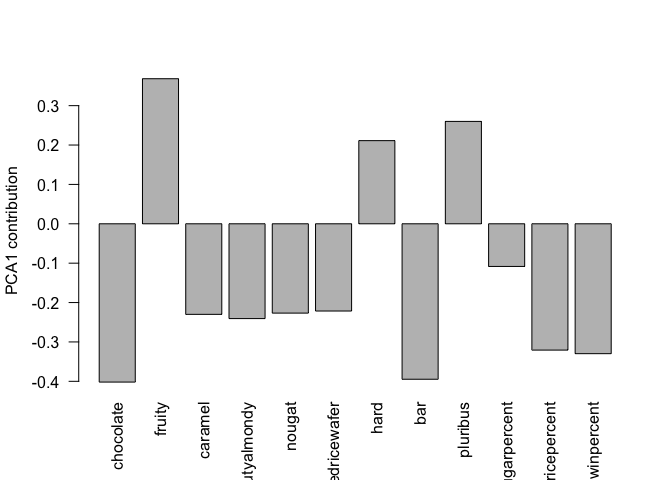 PCA1 contribution
0.3
0.2
0.1
0.0
-0.1
-0.2
-0.3
-0.4
chocolate
fruity
caramel
utyalmondy
nougat
edricewafer
hard
bar
pluribus
garpercent
ricepercent
winpercent